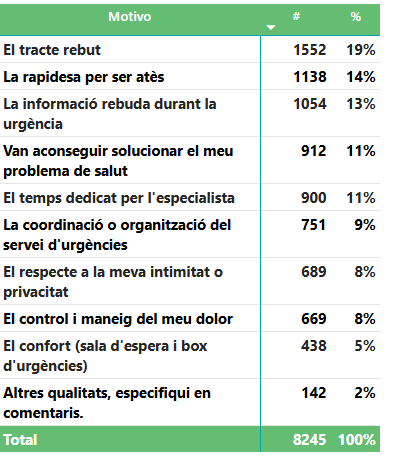 Motivo # %
El tracte rebut 1552 19%
La rapidesa per ser atès 1138 14%
La informació rebuda durant la 1054 13%
urgència
Van aconseguir solucionar el meu 912 11%
problema de salut
El temps dedicat per l'especialista 900 11%
La coordinació o organització del 751 9%
servei d'urgències
El respecte a la meva intimitat o 689 8%
privacitat
El control i maneig del meu dolor 669 8%
El confort (sala d'espera i box 438 5%
d'urgències)
Altres qualitats, especifiqui en 142 2%
comentaris.
Total 8245 100%